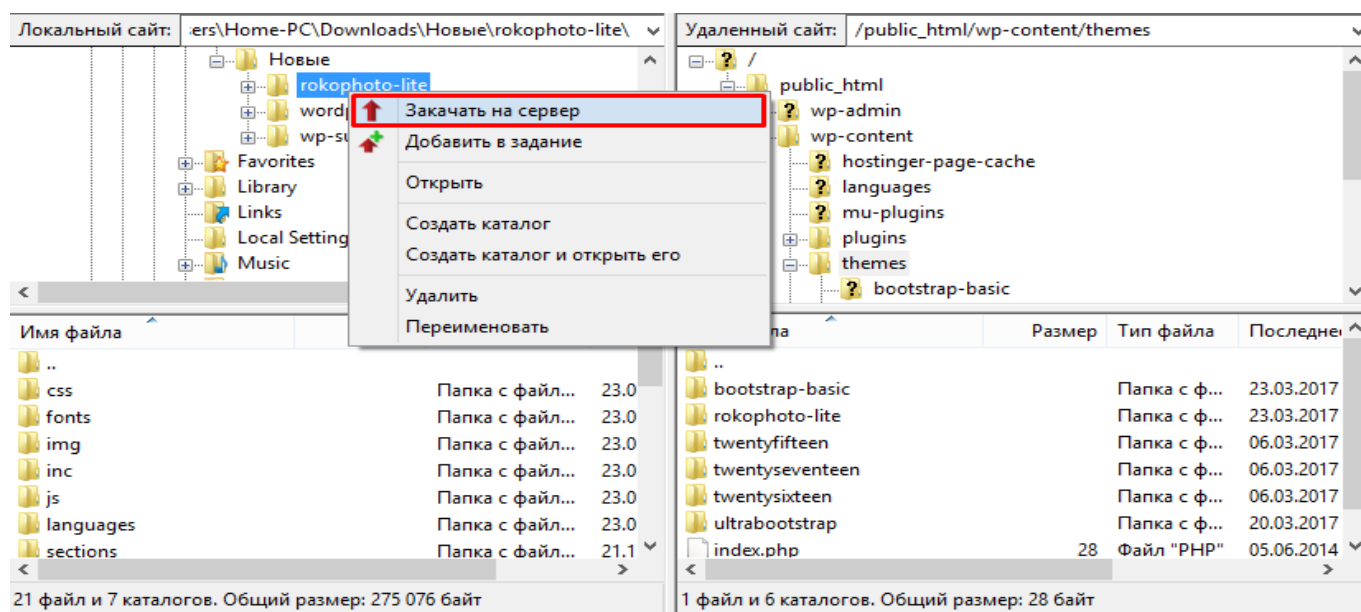 Локальный сайт: ers\Home-PC\Downloads\Новые\rokophoto-lite\
Новые
rokophoto-lite
Favorites
Library
Links
Local Setting
Music
Закачать на сервер
Добавить в задание
Открыть
Создать каталог
Создать каталог и открыть его
Удалить
Переименовать
Имя файла
..
css Папка с файл... 23.0
fonts Папка с файл... 23.0
img Папка с файл... 23.0
inc Папка с файл... 23.0
js Папка с файл... 23.0
languages Папка с файл... 23.0
sections Папка с файл... 21.1
21 файл и 7 каталогов. Общий размер: 275 076 байт
Удаленный сайт: /public_html/wp-content/themes
/
public_html
wp-admin
wp-content
hostinger-page-cache
languages
mu-plugins
plugins
themes
bootstrap-basic
Размер Тип файла
..
bootstrap-basic Папка с ф... 23.03.2017
rokophoto-lite Папка с ф... 23.03.2017
twentyfifteen Папка с ф... 06.03.2017
twentyseventeen Папка с ф... 06.03.2017
twentysixteen Папка с ф... 06.03.2017
ultrabootstrap Папка с ф... 20.03.2017
index.php 28 Файл "PHP" 05.06.2014
1 файл и 6 каталогов. Общий размер: 28 байт